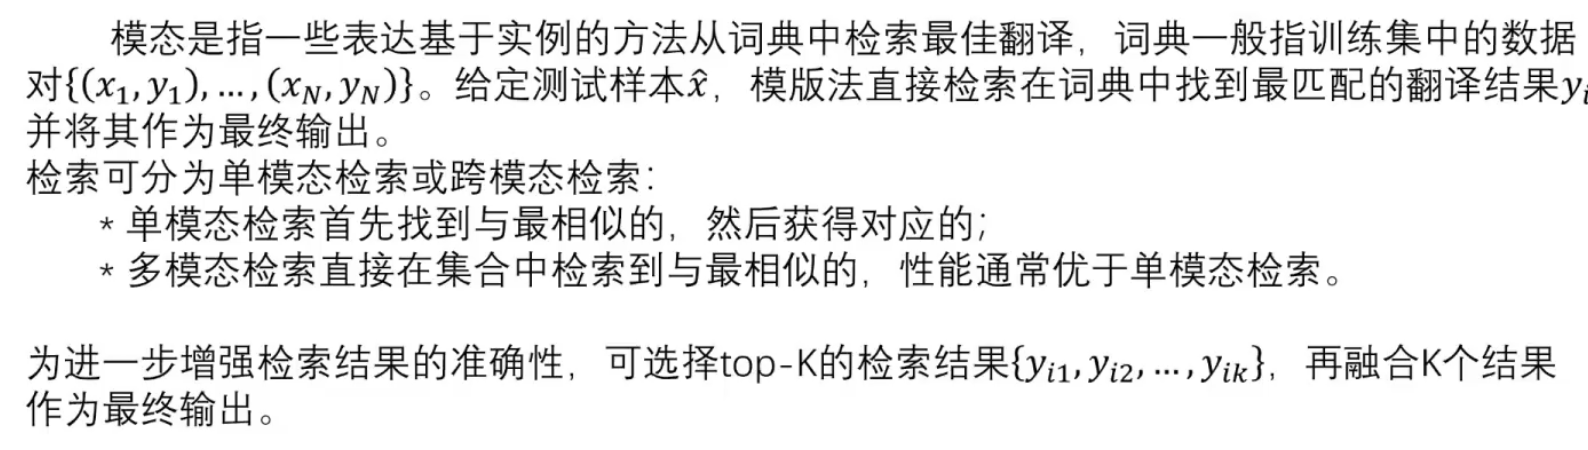 模态是指一些表达基于实例的方法从词典中检索最佳翻译，词典一般指训练集中的数据
对{(x₁, y₁), ..., (x_N, y_N)}。给定测试样本x̂，模版法直接检索在词典中找到最匹配的翻译结果y_i
并将其作为最终输出。
检索可分为单模态检索或跨模态检索：
* 单模态检索首先找到与最相似的，然后获得对应的；
* 多模态检索直接在集合中检索到与最相似的，性能通常优于单模态检索。
为进一步增强检索结果的准确性，可选择top-K的检索结果{y_{i1}, y_{i2}, ..., y_{ik}}，再融合K个结果
作为最终输出。